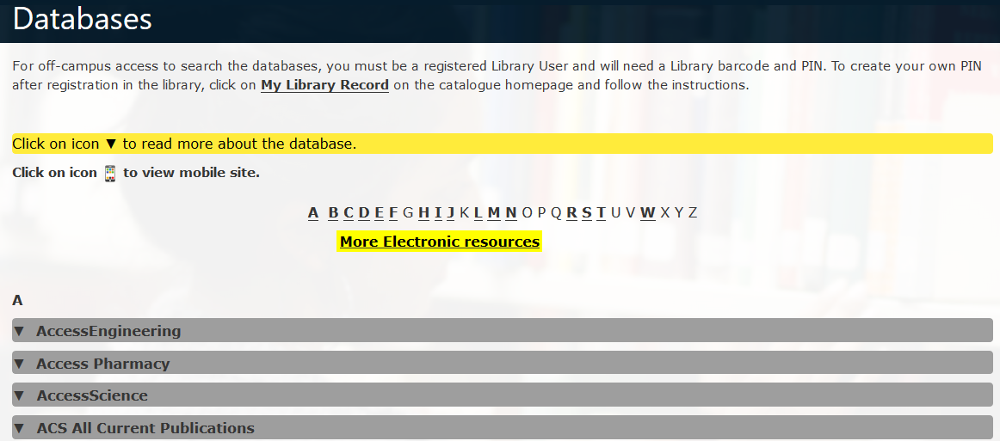 Databases
For off-campus access to search the databases, you must be a registered Library User and will need a Library barcode and PIN. To create your own PIN
after registration in the library, click on My Library Record on the catalogue homepage and follow the instructions.
Click on icon ▼ to read more about the database.
Click on icon to view mobile site.
A B C D E F G H I J K L M N O P Q R S T U V W X Y Z
More Electronic resources
A
▼ AccessEngineering
▼ Access Pharmacy
▼ AccessScience
▼ ACS All Current Publications